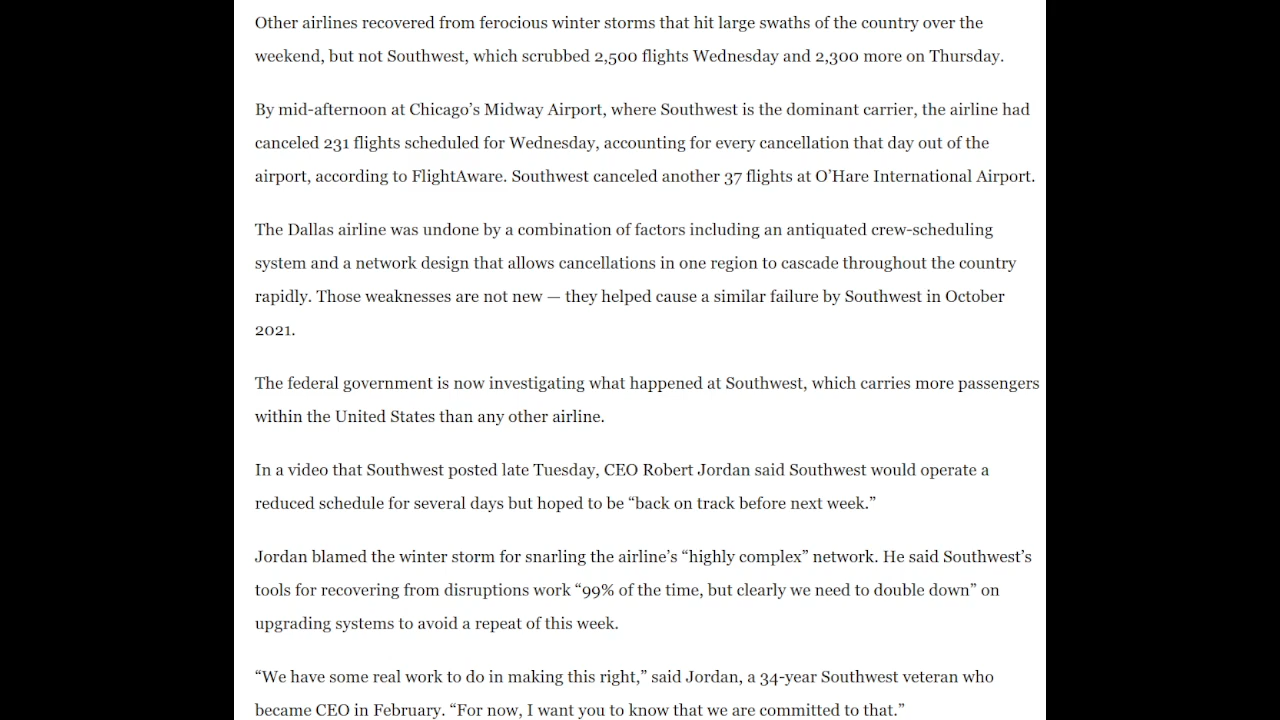 Other airlines recovered from ferocious winter storms that hit large swaths of the country over the
weekend, but not Southwest, which scrubbed 2,500 flights Wednesday and 2,300 more on Thursday.
By mid-afternoon at Chicago’s Midway Airport, where Southwest is the dominant carrier, the airline had
canceled 231 flights scheduled for Wednesday, accounting for every cancellation that day out of the
airport, according to FlightAware. Southwest canceled another 37 flights at O’Hare International Airport.
The Dallas airline was undone by a combination of factors including an antiquated crew-scheduling
system and a network design that allows cancellations in one region to cascade throughout the country
rapidly. Those weaknesses are not new — they helped cause a similar failure by Southwest in October
2021.
The federal government is now investigating what happened at Southwest, which carries more passengers
within the United States than any other airline.
In a video that Southwest posted late Tuesday, CEO Robert Jordan said Southwest would operate a
reduced schedule for several days but hoped to be “back on track before next week.”
Jordan blamed the winter storm for snarling the airline’s “highly complex” network. He said Southwest’s
tools for recovering from disruptions work “99% of the time, but clearly we need to double down” on
upgrading systems to avoid a repeat of this week.
“We have some real work to do in making this right,” said Jordan, a 34-year Southwest veteran who
became CEO in February. “For now, I want you to know that we are committed to that.”